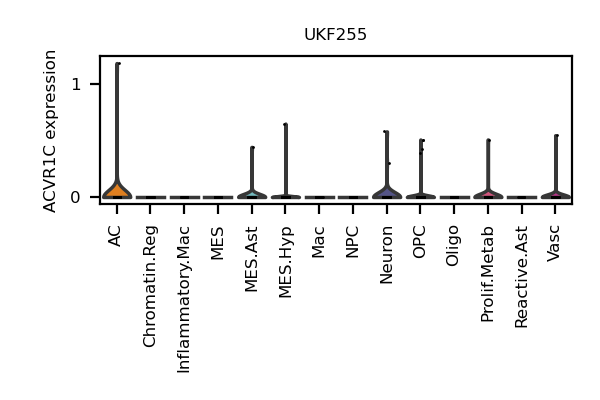 UKF255
ACVR1C expression
1
0
AC
Chromatin.Reg
Inflammatory.Mac
MES
MES.Ast
MES.Hyp
Mac
NPC
Neuron
OPC
Oligo
Prolif.Metab
Reactive.Ast
Vasc